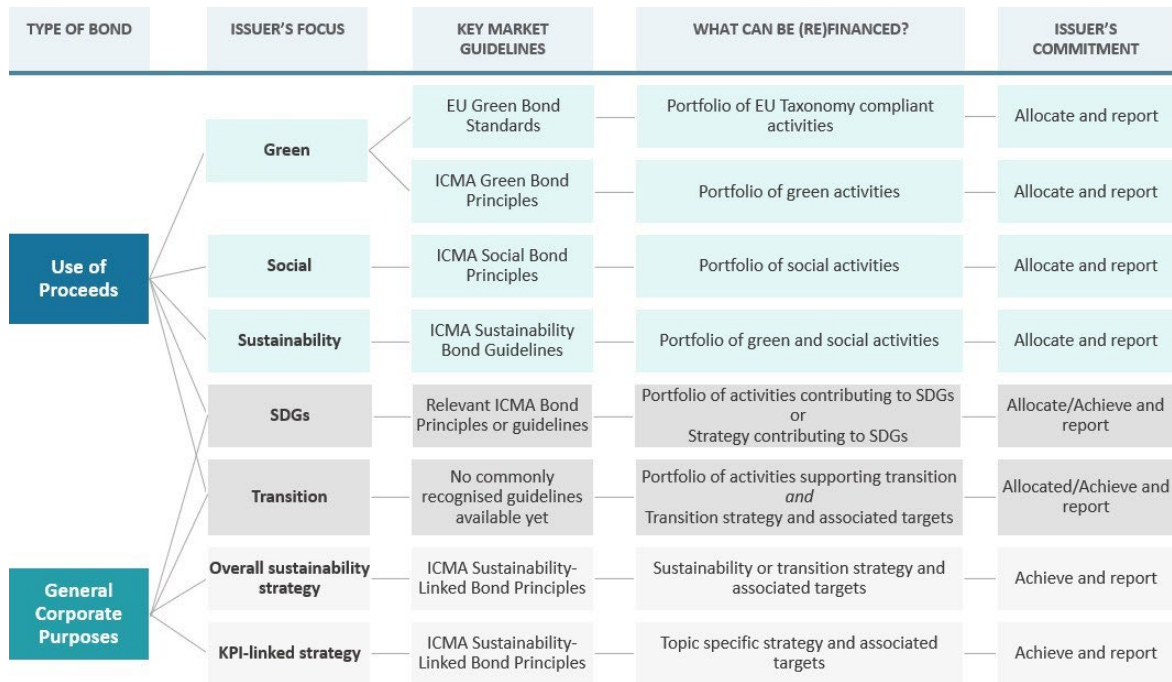 TYPE OF BOND
ISSUER'S FOCUS
KEY MARKET
GUIDELINES
WHAT CAN BE (RE)FINANCED?
ISSUER'S
COMMITMENT
Use of
Proceeds
Green
EU Green Bond
Standards
Portfolio of EU Taxonomy compliant
activities
Allocate and report
ICMA Green Bond
Principles
Portfolio of green activities
Allocate and report
Social
ICMA Social Bond
Principles
Portfolio of social activities
Allocate and report
Sustainability
ICMA Sustainability
Bond Guidelines
Portfolio of green and social activities
Allocate and report
SDGs
Relevant ICMA Bond
Principles or guidelines
Portfolio of activities contributing to SDGs
or
Strategy contributing to SDGs
Allocate/Achieve and
report
Transition
No commonly
recognised guidelines
available yet
Portfolio of activities supporting transition
and
Transition strategy and associated targets
Allocated/Achieve and
report
General
Corporate
Purposes
Overall sustainability
strategy
ICMA Sustainability-
Linked Bond Principles
Sustainability or transition strategy and
associated targets
Achieve and report
KPI-linked strategy
ICMA Sustainability-
Linked Bond Principles
Topic specific strategy and associated
targets
Achieve and report